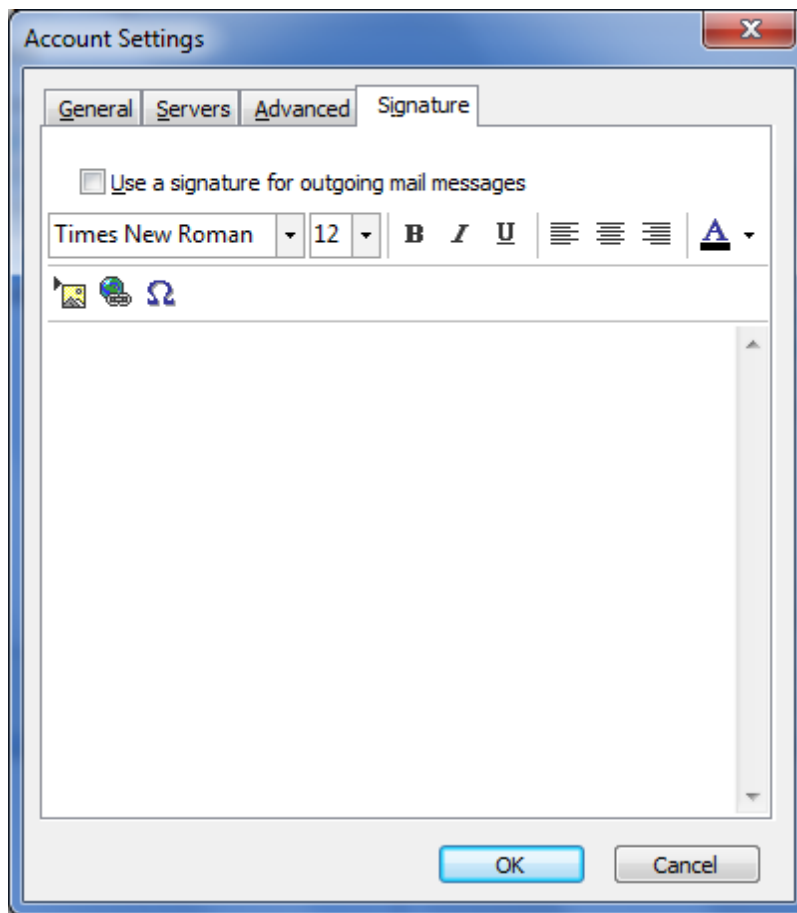 Account Settings
General Servers Advanced Signature
Use a signature for outgoing mail messages
Times New Roman 12 B I U A
Ω
OK Cancel